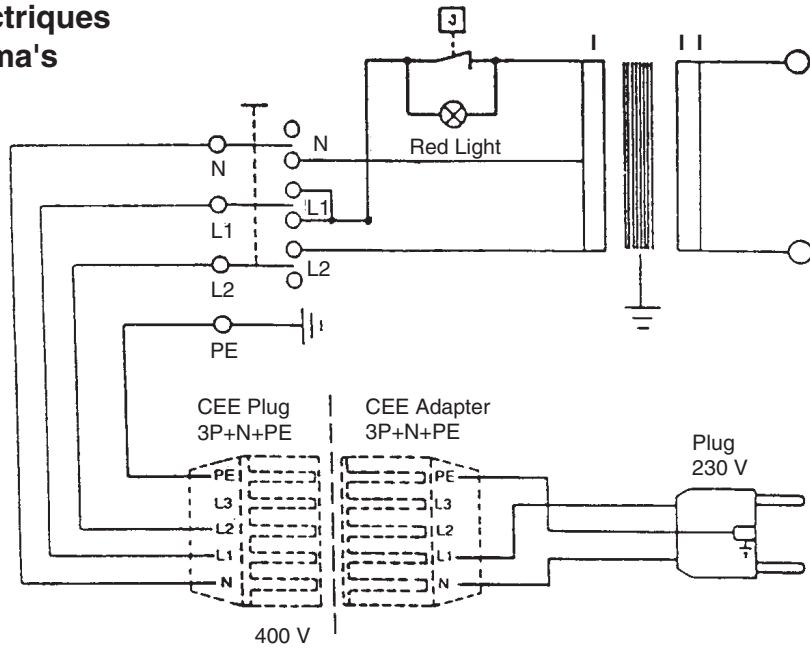 ctriques
ma's
J
I
I I
Red Light
N
N
L1
L1
L2
L2
PE
CEE Plug
3P+N+PE
CEE Adapter
3P+N+PE
Plug
230 V
PE
L3
L2
L1
N
PE
L3
L2
L1
N
400 V